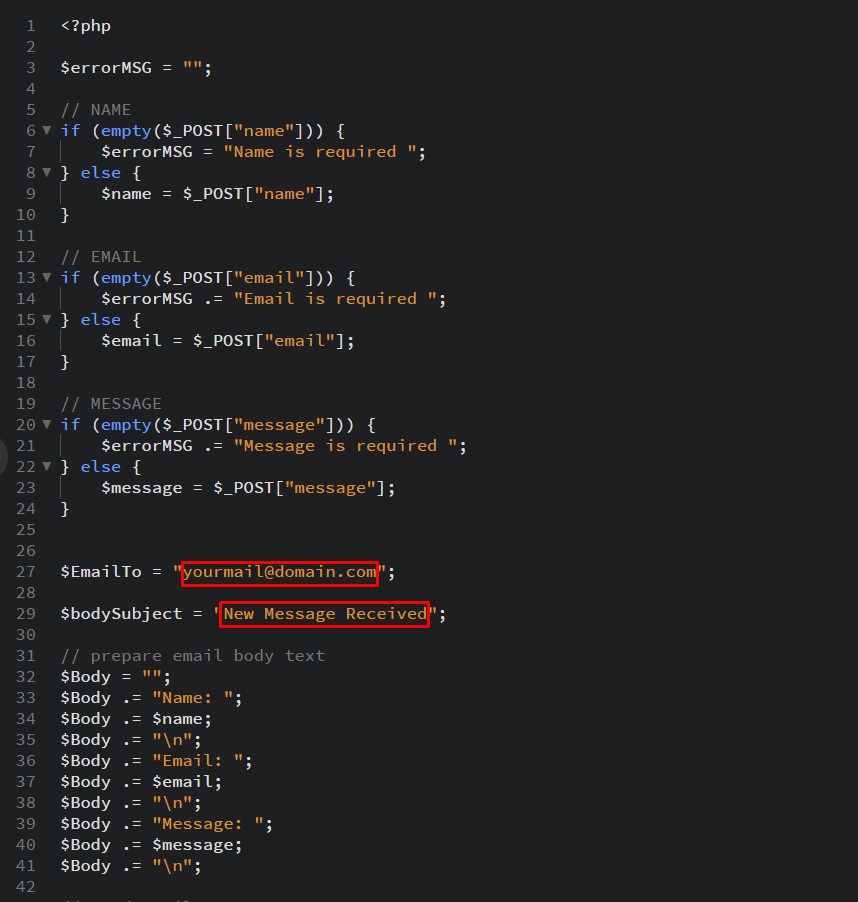 1 <?php
2
3 $errorMSG = "";
4
5 // NAME
6 if (empty($_POST["name"])) {
7 $errorMSG = "Name is required ";
8 } else {
9 $name = $_POST["name"];
10 }
11
12 // EMAIL
13 if (empty($_POST["email"])) {
14 $errorMSG .= "Email is required ";
15 } else {
16 $email = $_POST["email"];
17 }
18
19 // MESSAGE
20 if (empty($_POST["message"])) {
21 $errorMSG .= "Message is required ";
22 } else {
23 $message = $_POST["message"];
24 }
25
26
27 $EmailTo = "yourmail@domain.com";
28
29 $bodySubject = "New Message Received";
30
31 // prepare email body text
32 $Body = "";
33 $Body .= "Name: ";
34 $Body .= $name;
35 $Body .= "\n";
36 $Body .= "Email: ";
37 $Body .= $email;
38 $Body .= "\n";
39 $Body .= "Message: ";
40 $Body .= $message;
41 $Body .= "\n";
42